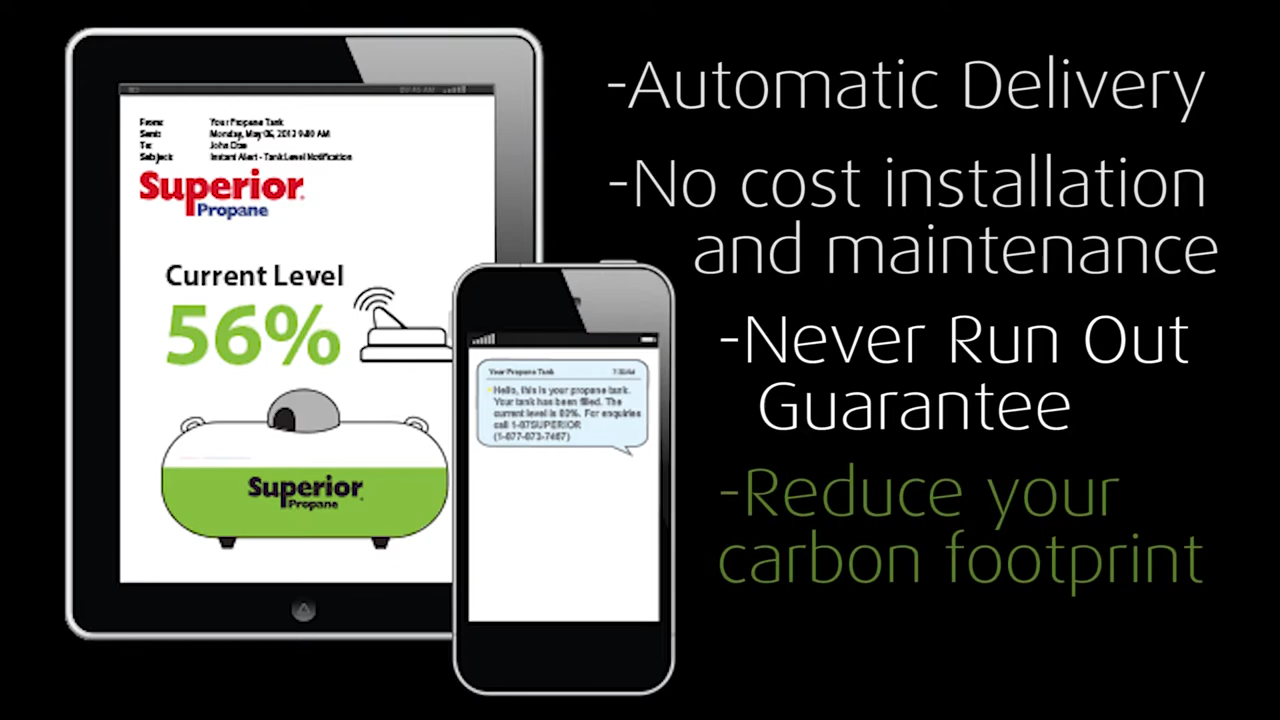 From: Your Propane Tank
Sent: Monday, May 06, 2013 9:00 AM
To: John Doe
Subject: Instant Alert - Tank Level Notification
Superior
Propane
Current Level
56%
Superior
Propane
Your Propane Tank
Hello, this is your propane tank.
Your tank has been filled. The
current level is 80%. For enquiries
call 1-87SUPERIOR
(1-877-873-7467)
-Automatic Delivery
-No cost installation
and maintenance
-Never Run Out
Guarantee
-Reduce your
carbon footprint